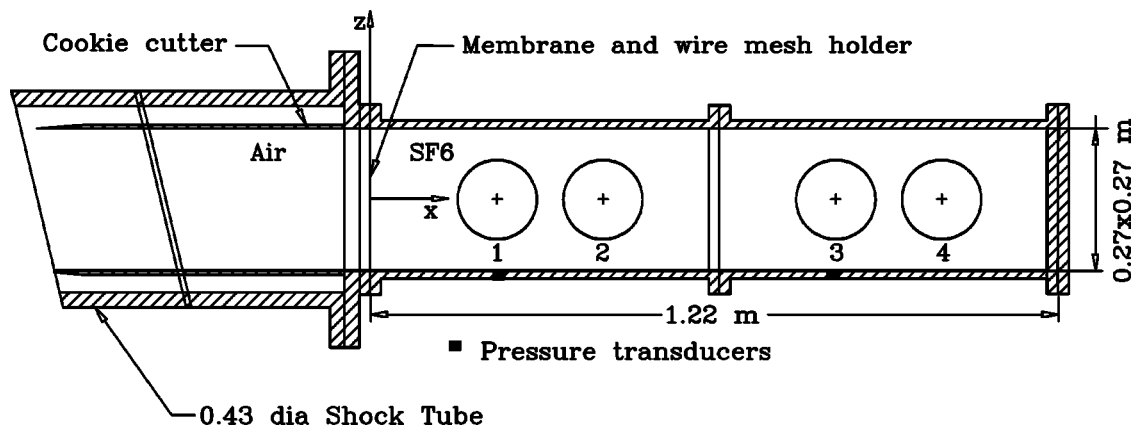 z
Cookie cutter
Membrane and wire mesh holder
Air
SF6
x
1
2
3
4
0.27x0.27 m
1.22 m
Pressure transducers
0.43 dia Shock Tube